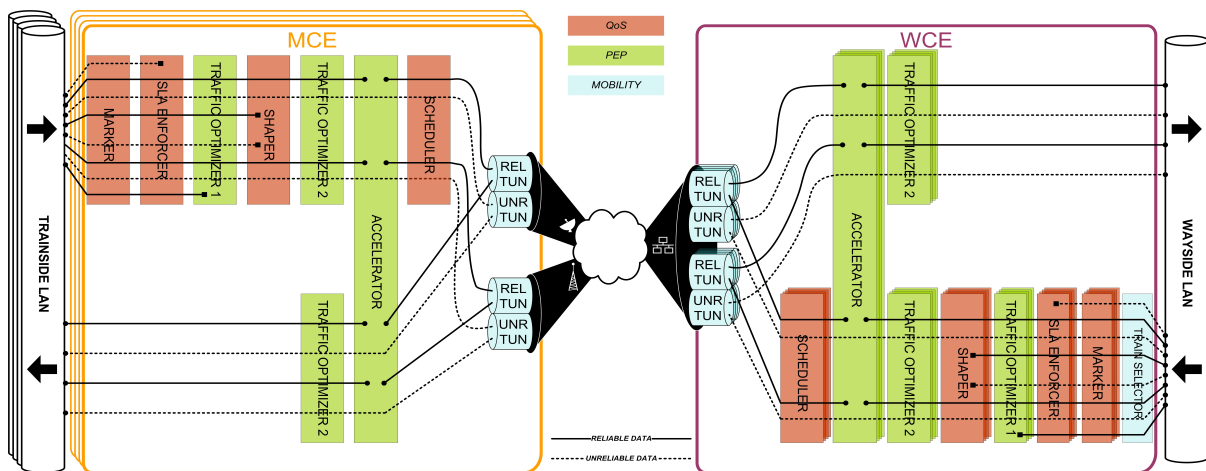 MCE
QoS
PEP
MOBILITY
WCE
TRAINSIDE LAN
MARKER
SLA ENFORCER
TRAFFIC OPTIMIZER 1
SHAPER
TRAFFIC OPTIMIZER 2
ACCELERATOR
SCHEDULER
REL
TUN
UNR
TUN
REL
TUN
UNR
TUN
TRAFFIC OPTIMIZER 2
REL
TUN
UNR
TUN
REL
TUN
UNR
TUN
ACCELERATOR
TRAFFIC OPTIMIZER 2
SCHEDULER
TRAFFIC OPTIMIZER 2
SHAPER
TRAFFIC OPTIMIZER 1
SLA ENFORCER
MARKER
TRAIN SELECTOR
WAYSIDE LAN
RELIABLE DATA
UNRELIABLE DATA